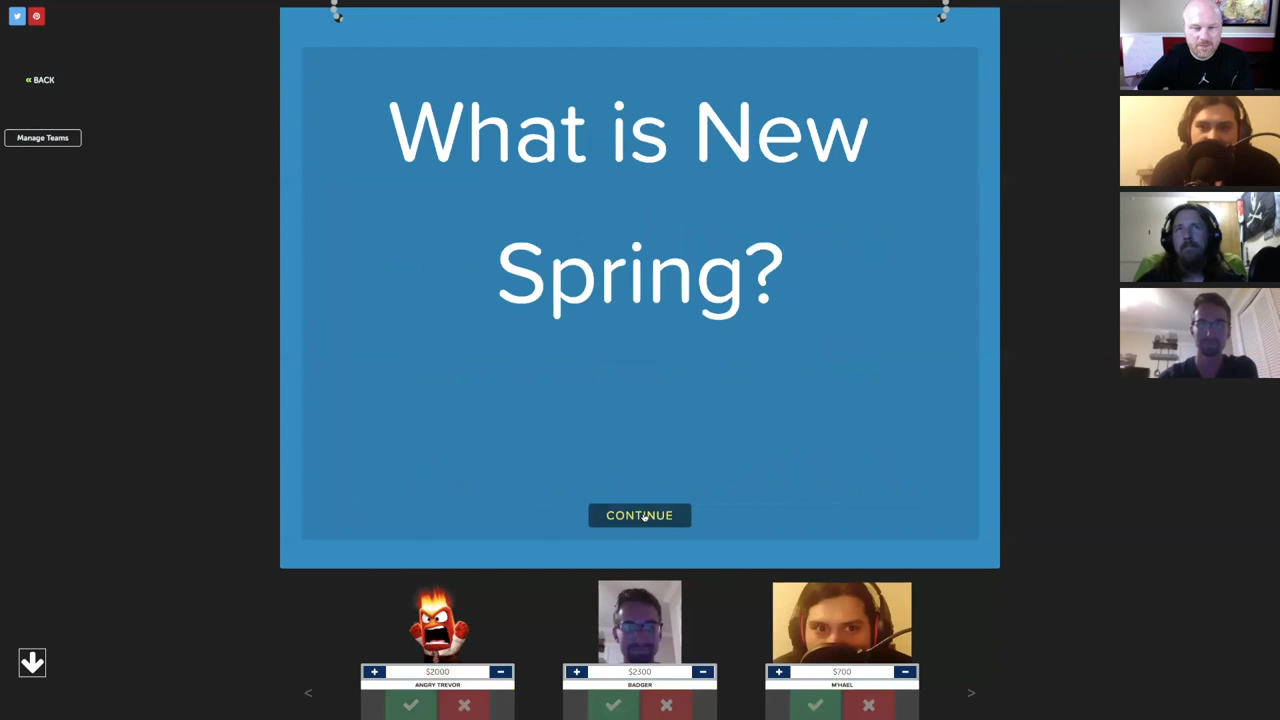 « BACK
Manage Teams
What is New
Spring?
CONTINUE
$2000
$2300
$700
ANGRY TREVOR
BADGER
M'HAEL